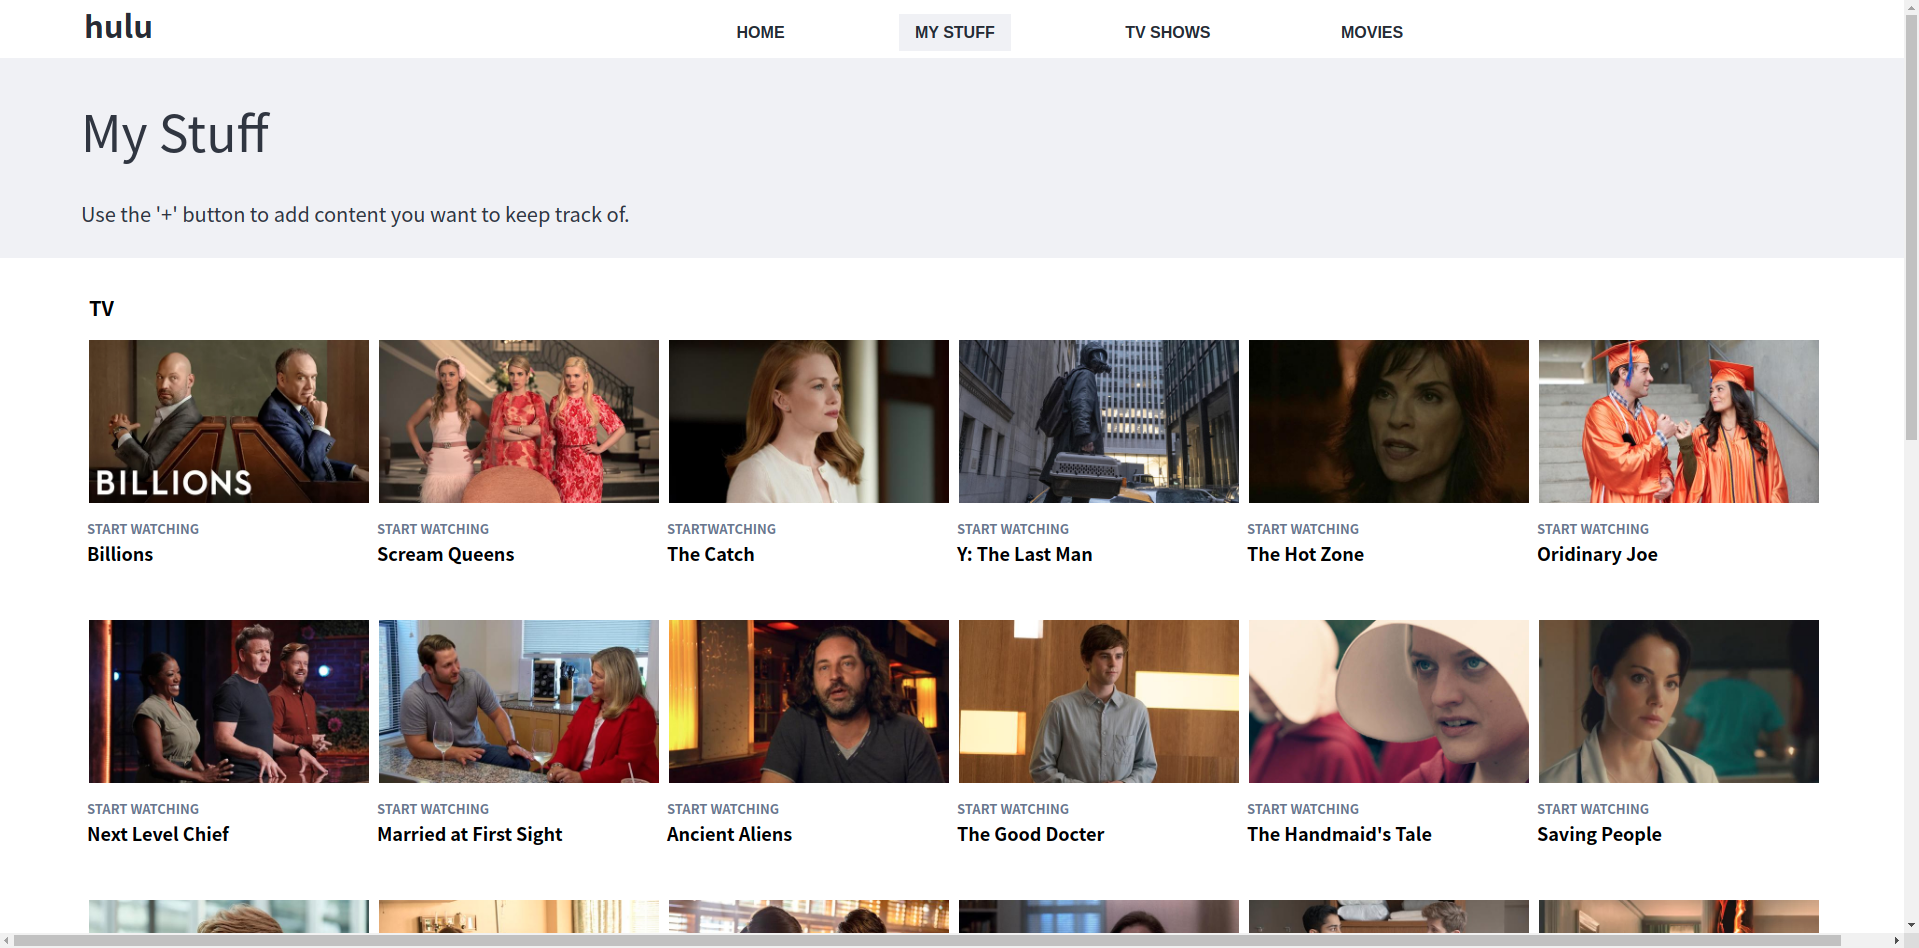 hulu
HOME
MY STUFF
TV SHOWS
MOVIES
My Stuff
Use the '+' button to add content you want to keep track of.
TV
BILLIONS
START WATCHING
Billions
START WATCHING
Scream Queens
STARTWATCHING
The Catch
START WATCHING
Y: The Last Man
START WATCHING
The Hot Zone
START WATCHING
Oridinary Joe
START WATCHING
Next Level Chief
START WATCHING
Married at First Sight
START WATCHING
Ancient Aliens
START WATCHING
The Good Docter
START WATCHING
The Handmaid's Tale
START WATCHING
Saving People